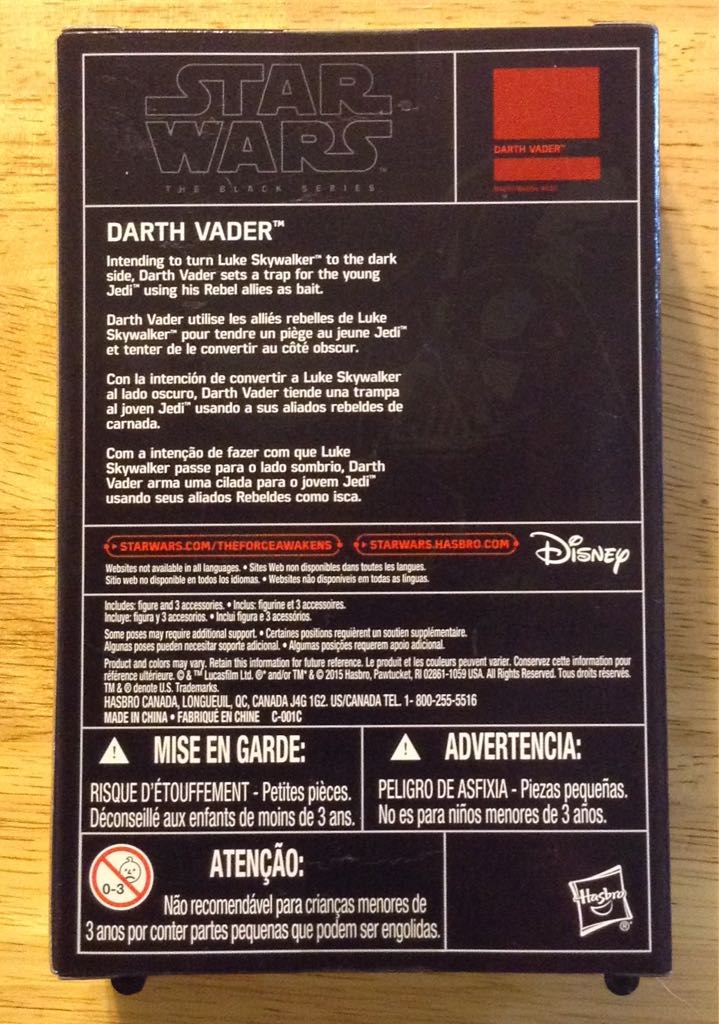 STAR
WARS™
THE BLACK SERIES
DARTH VADER™
DARTH VADER™
Intending to turn Luke Skywalker™ to the dark
side, Darth Vader sets a trap for the young
Jedi™ using his Rebel allies as bait.
Darth Vader utilise les alliés rebelles de Luke
Skywalker™ pour tendre un piège au jeune Jedi™
et tenter de le convertir au côté obscur.
Con la intención de convertir a Luke Skywalker
al lado oscuro, Darth Vader tiende una trampa
al joven Jedi™ usando a sus aliados rebeldes de
carnada.
Com a intenção de fazer com que Luke
Skywalker passe para o lado sombrio, Darth
Vader arma uma cilada para o jovem Jedi™
usando seus aliados Rebeldes como isca.
STARWARS.COM/THEFORCEAWAKENS STARWARS.HASBRO.COM Disney
Websites not available in all languages. • Sites Web non disponibles dans toutes les langues.
Sitio web no disponible en todos los idiomas. • Websites não disponíveis em todas as línguas.
Includes: figure and 3 accessories. • Inclus: figurine et 3 accessoires.
Incluye: figura y 3 accesorios. • Inclui figura e 3 acessórios.
Some poses may require additional support. • Certaines positions requièrent un soutien supplémentaire.
Algunas poses pueden necesitar soporte adicional. • Algumas posições requerem apoio adicional.
Product and colors may vary. Retain this information for future reference. Le produit et les couleurs peuvent varier. Conservez cette information pour
référence ultérieure. © & ™ Lucasfilm Ltd. ®* and/or TM* & © 2015 Hasbro, Pawtucket, RI 02861-1059 USA. All Rights Reserved. Tous droits réservés.
TM & ® denote U.S. Trademarks.
HASBRO CANADA, LONGUEUIL, QC, CANADA J4G 1G2. US/CANADA TEL. 1- 800-255-5516
MADE IN CHINA • FABRIQUÉ EN CHINE C-001C
MISE EN GARDE:
RISQUE D'ÉTOUFFEMENT - Petites pièces.
Déconseillé aux enfants de moins de 3 ans.
ADVERTENCIA:
PELIGRO DE ASFIXIA - Piezas pequeñas.
No es para niños menores de 3 años.
0-3
ATENÇÃO:
Não recomendável para crianças menores de
3 anos por conter partes pequenas que podem ser engolidas.
Hasbro®